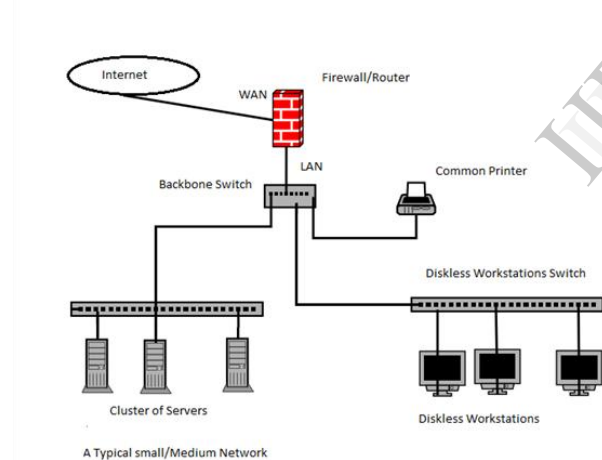 Internet
Firewall/Router
WAN
LAN
Backbone Switch
Common Printer
Diskless Workstations Switch
Cluster of Servers
Diskless Workstations
A Typical small/Medium Network